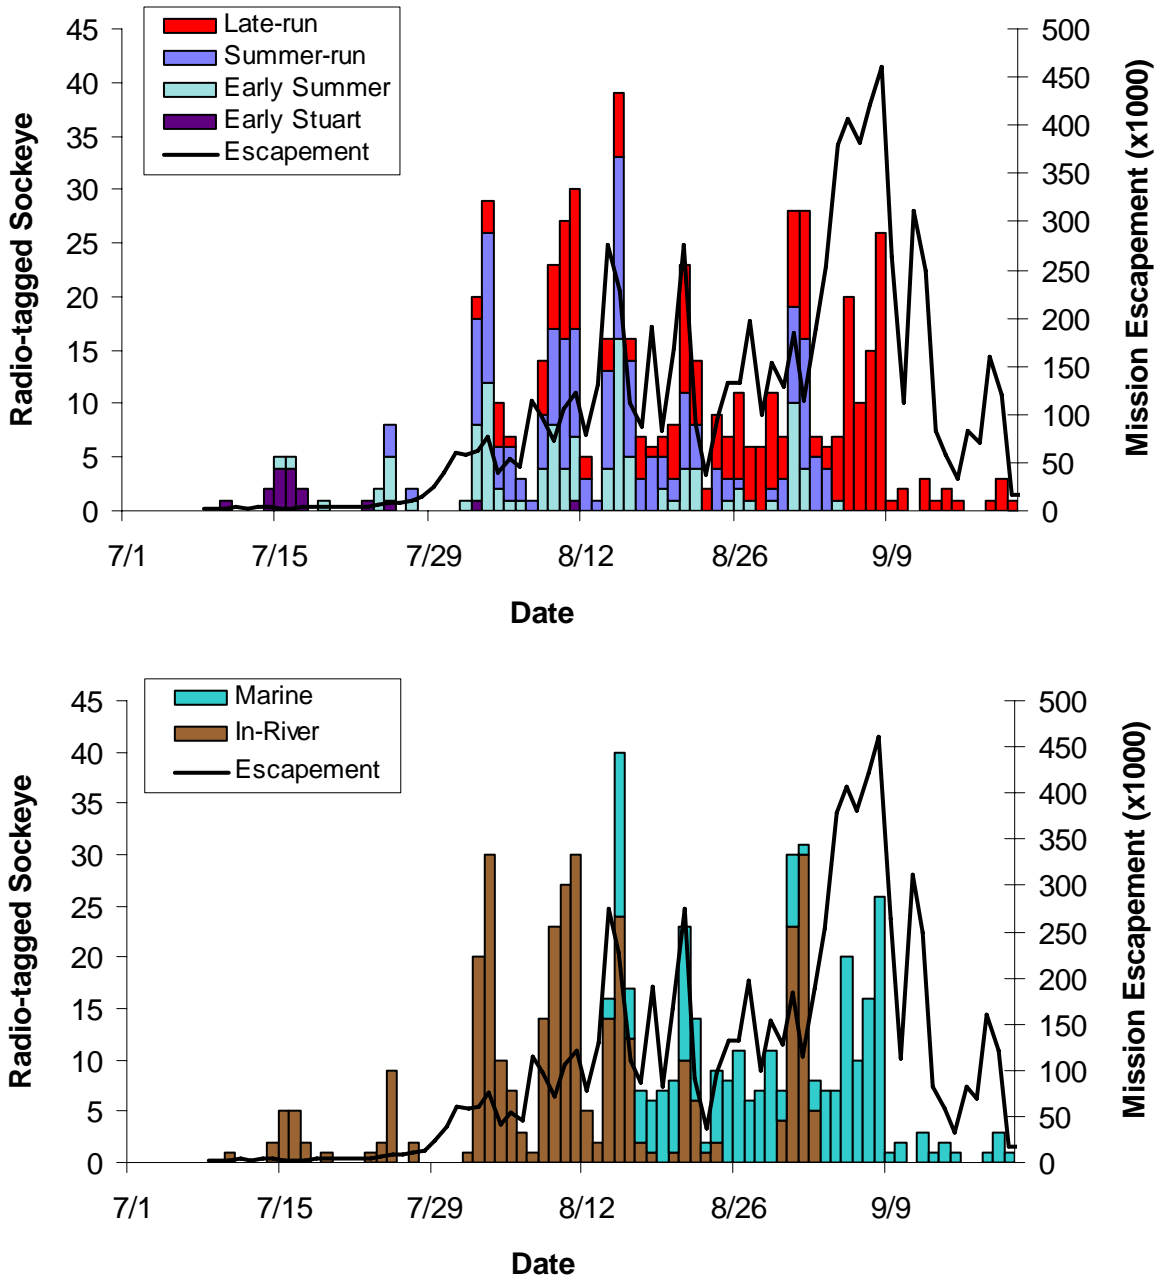 Late-run
Summer-run
Early Summer
Early Stuart
Escapement
Radio-tagged Sockeye
45
40
35
30
25
20
15
10
5
0
500
450
400
350
300
250
200
150
100
50
0
Mission Escapement (x1000)
7/1 7/15 7/29 8/12 8/26 9/9
Date
Marine
In-River
Escapement
Radio-tagged Sockeye
45
40
35
30
25
20
15
10
5
0
500
450
400
350
300
250
200
150
100
50
0
Mission Escapement (x1000)
7/1 7/15 7/29 8/12 8/26 9/9
Date